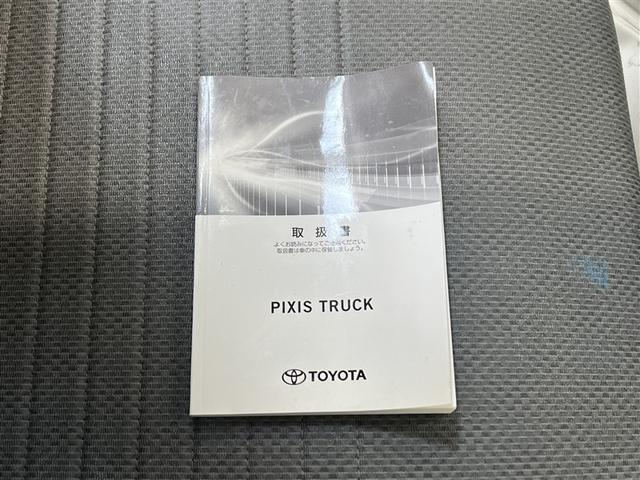 取扱書
よくお読みになってご使用ください。
取扱書は車の中に保管しましょう。
PIXIS TRUCK
TOYOTA